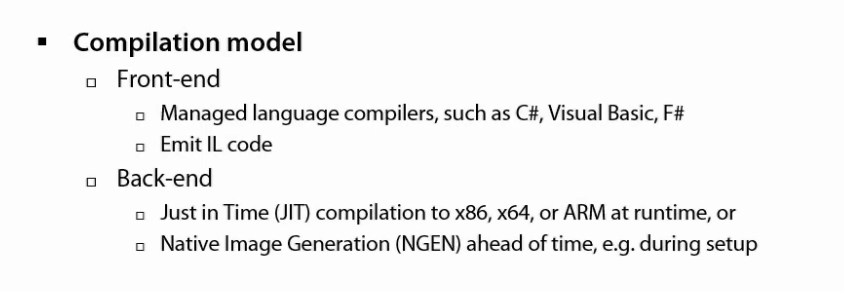 ▪ Compilation model
▫ Front-end
▫ Managed language compilers, such as C#, Visual Basic, F#
▫ Emit IL code
▫ Back-end
▫ Just in Time (JIT) compilation to x86, x64, or ARM at runtime, or
▫ Native Image Generation (NGEN) ahead of time, e.g. during setup